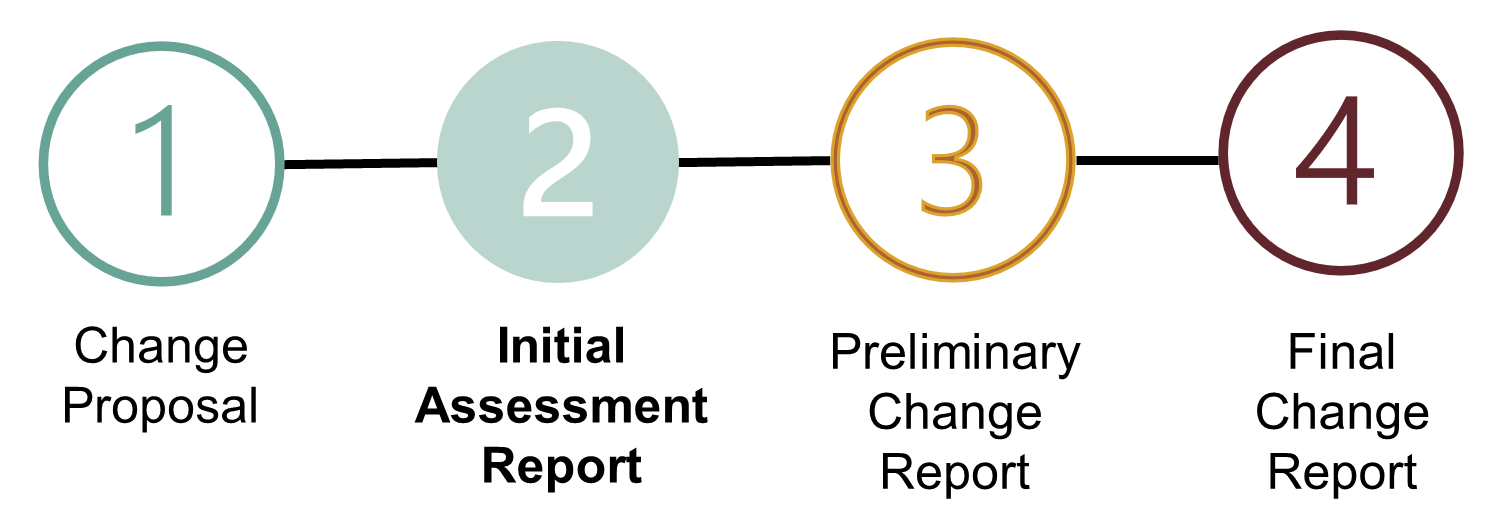 1
2
3
4
Change
Proposal
Initial
Assessment
Report
Preliminary
Change
Report
Final
Change
Report